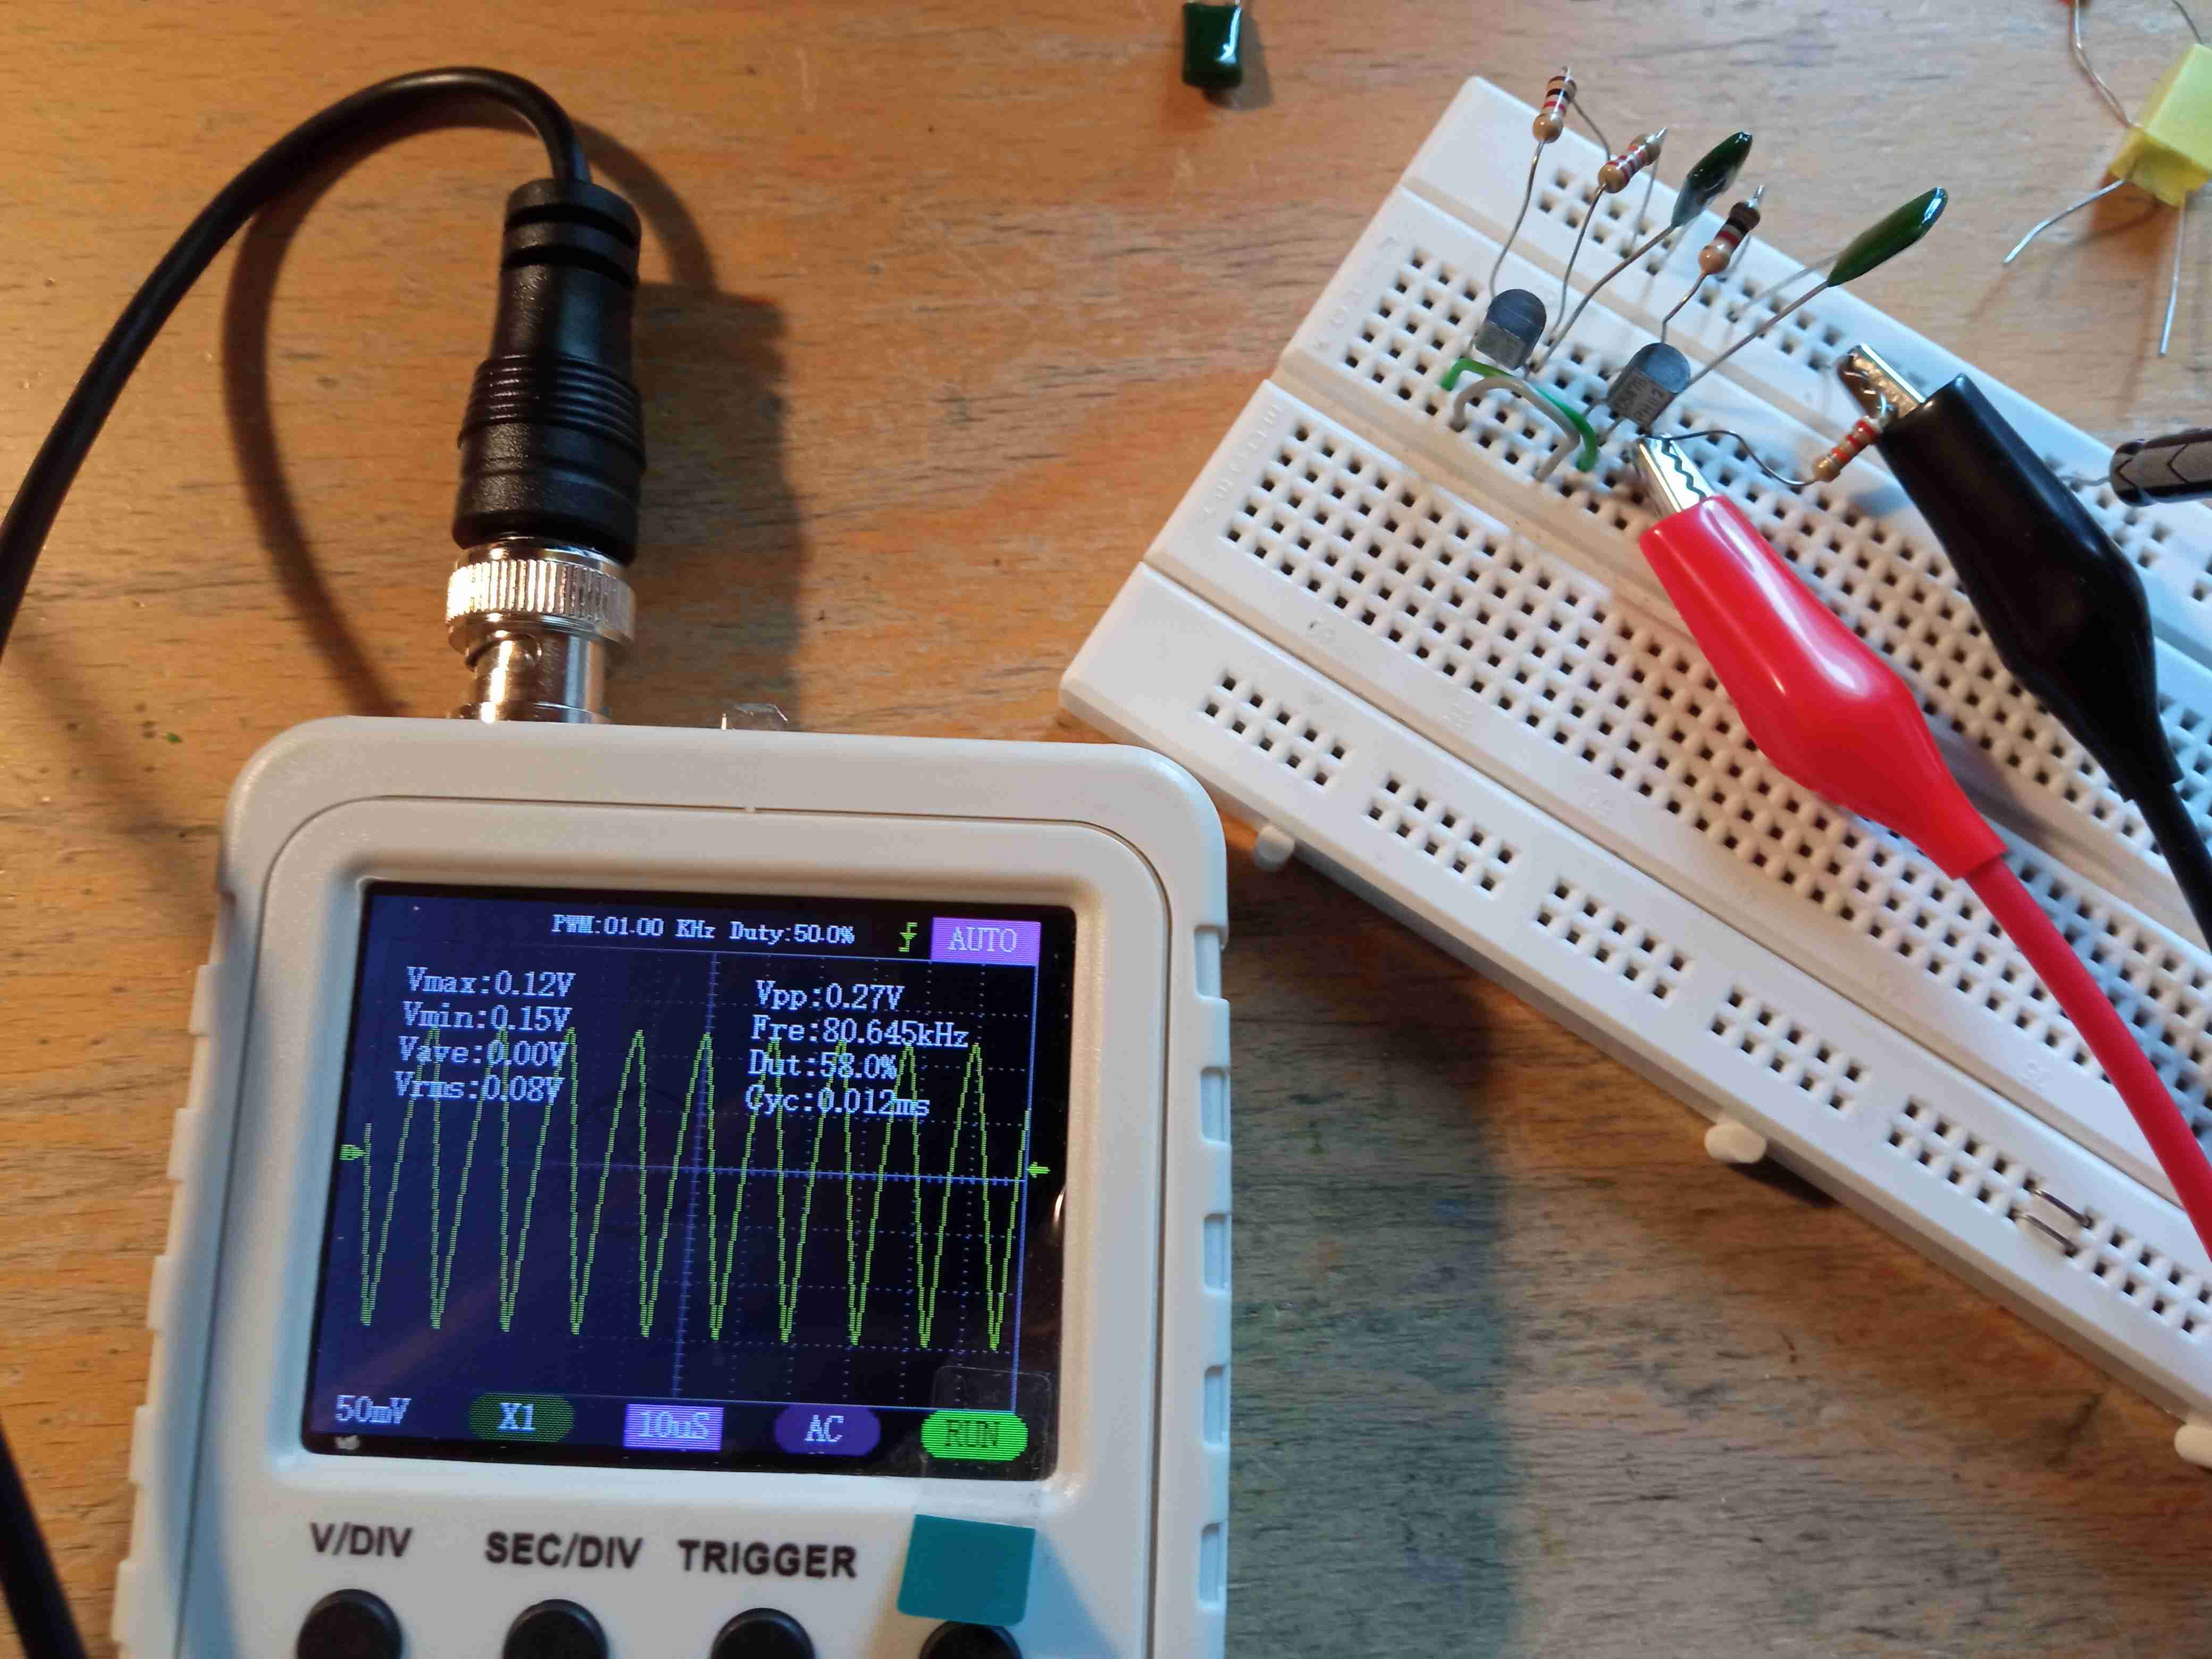 PWM:01.00 KHz Duty:50.0%
AUTO
Vmax:0.12V
Vpp:0.27V
Vmin:0.15V
Fre:80.645kHz
Vave:0.00V
Dut:58.0%
Vrms:0.08V
Cyc:0.012ms
50mV
X1
10uS
AC
RUN
V/DIV
SEC/DIV
TRIGGER